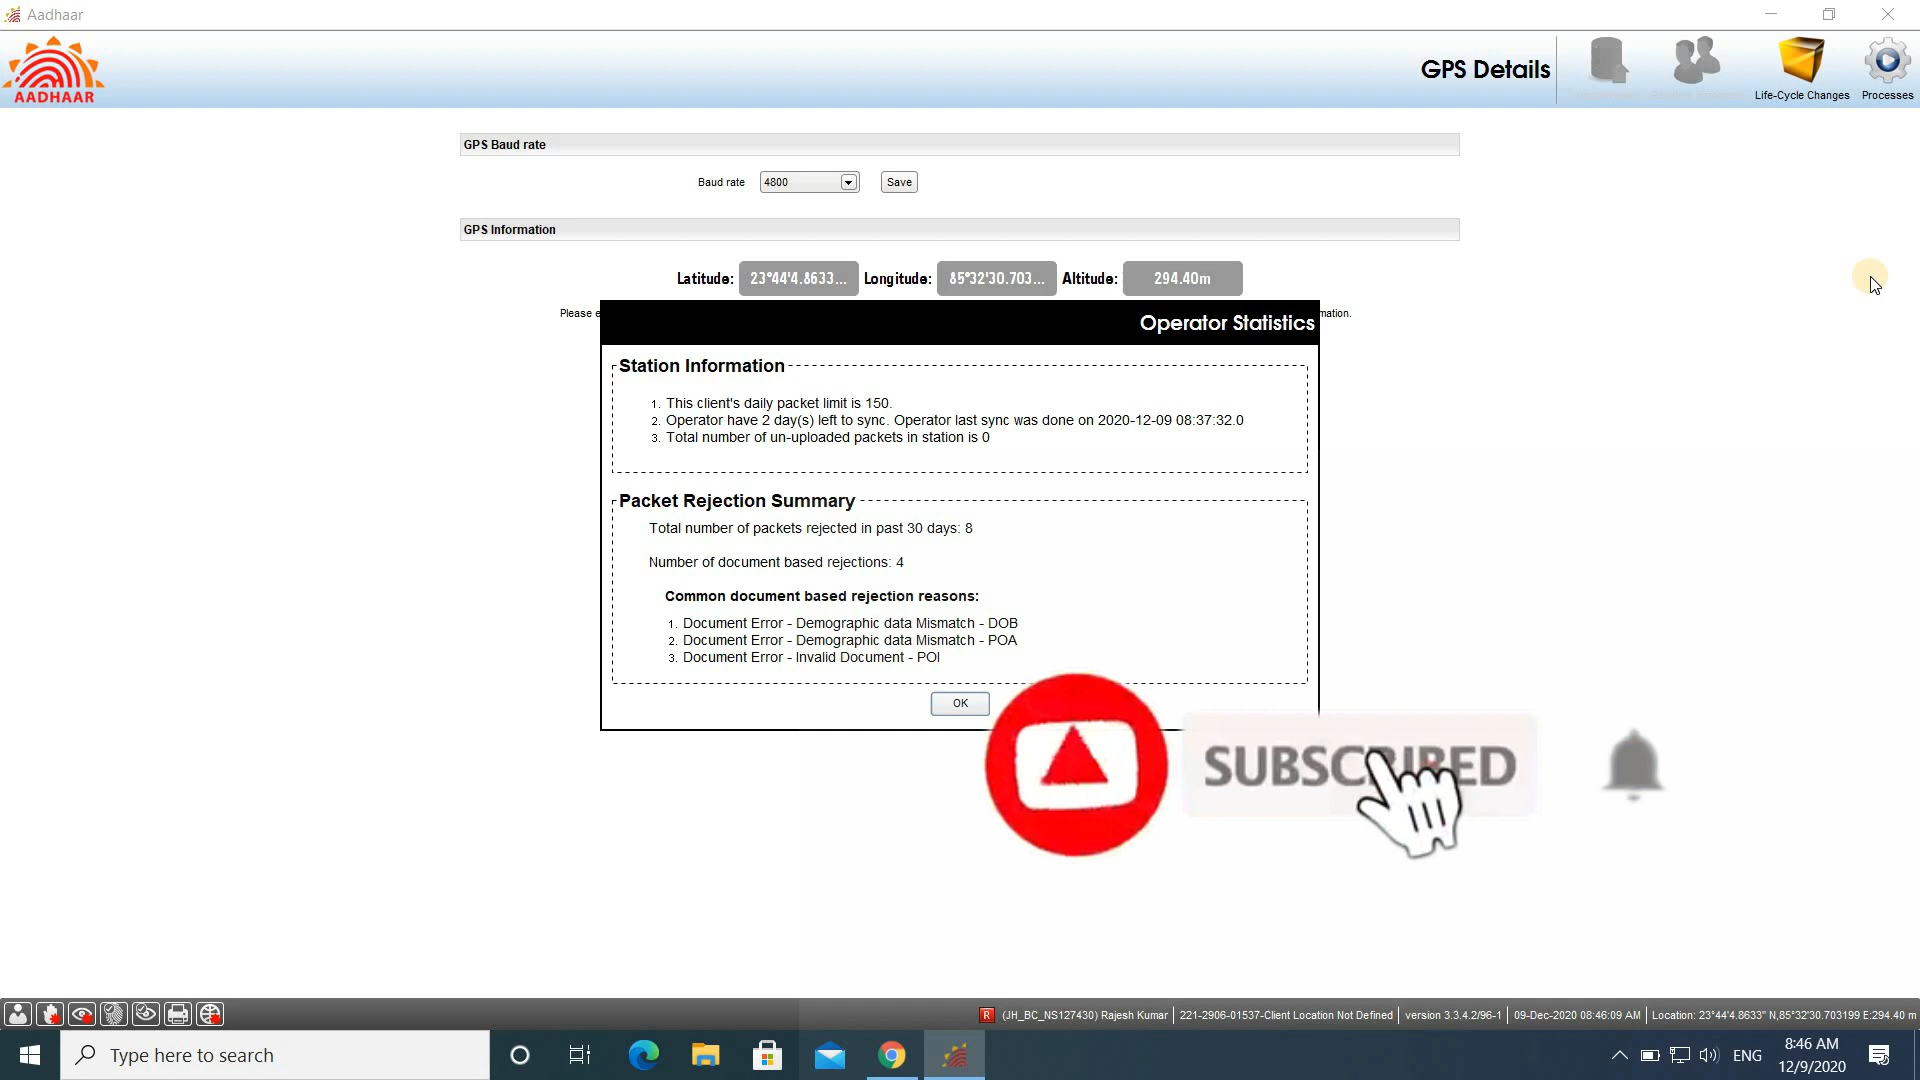 Aadhaar
AADHAAR
GPS Details
Life-Cycle Changes
Processes
GPS Baud rate
Baud rate 4800 Save
GPS Information
Latitude: 23°44'4.8633... Longitude: 85°32'30.703... Altitude: 294.40m
Please e
mation.
Operator Statistics
Station Information
1. This client's daily packet limit is 150.
2. Operator have 2 day(s) left to sync. Operator last sync was done on 2020-12-09 08:37:32.0
3. Total number of un-uploaded packets in station is 0
Packet Rejection Summary
Total number of packets rejected in past 30 days: 8
Number of document based rejections: 4
Common document based rejection reasons:
1. Document Error - Demographic data Mismatch - DOB
2. Document Error - Demographic data Mismatch - POA
3. Document Error - Invalid Document - POI
OK
SUBSCRIBED
R (JH_BC_NS127430) Rajesh Kumar 221-2906-01537-Client Location Not Defined version 3.3.4.2/96-1 09-Dec-2020 08:46:09 AM Location: 23°44'4.8633" N,85°32'30.703199 E:294.40 m
Type here to search
ENG
8:46 AM
12/9/2020